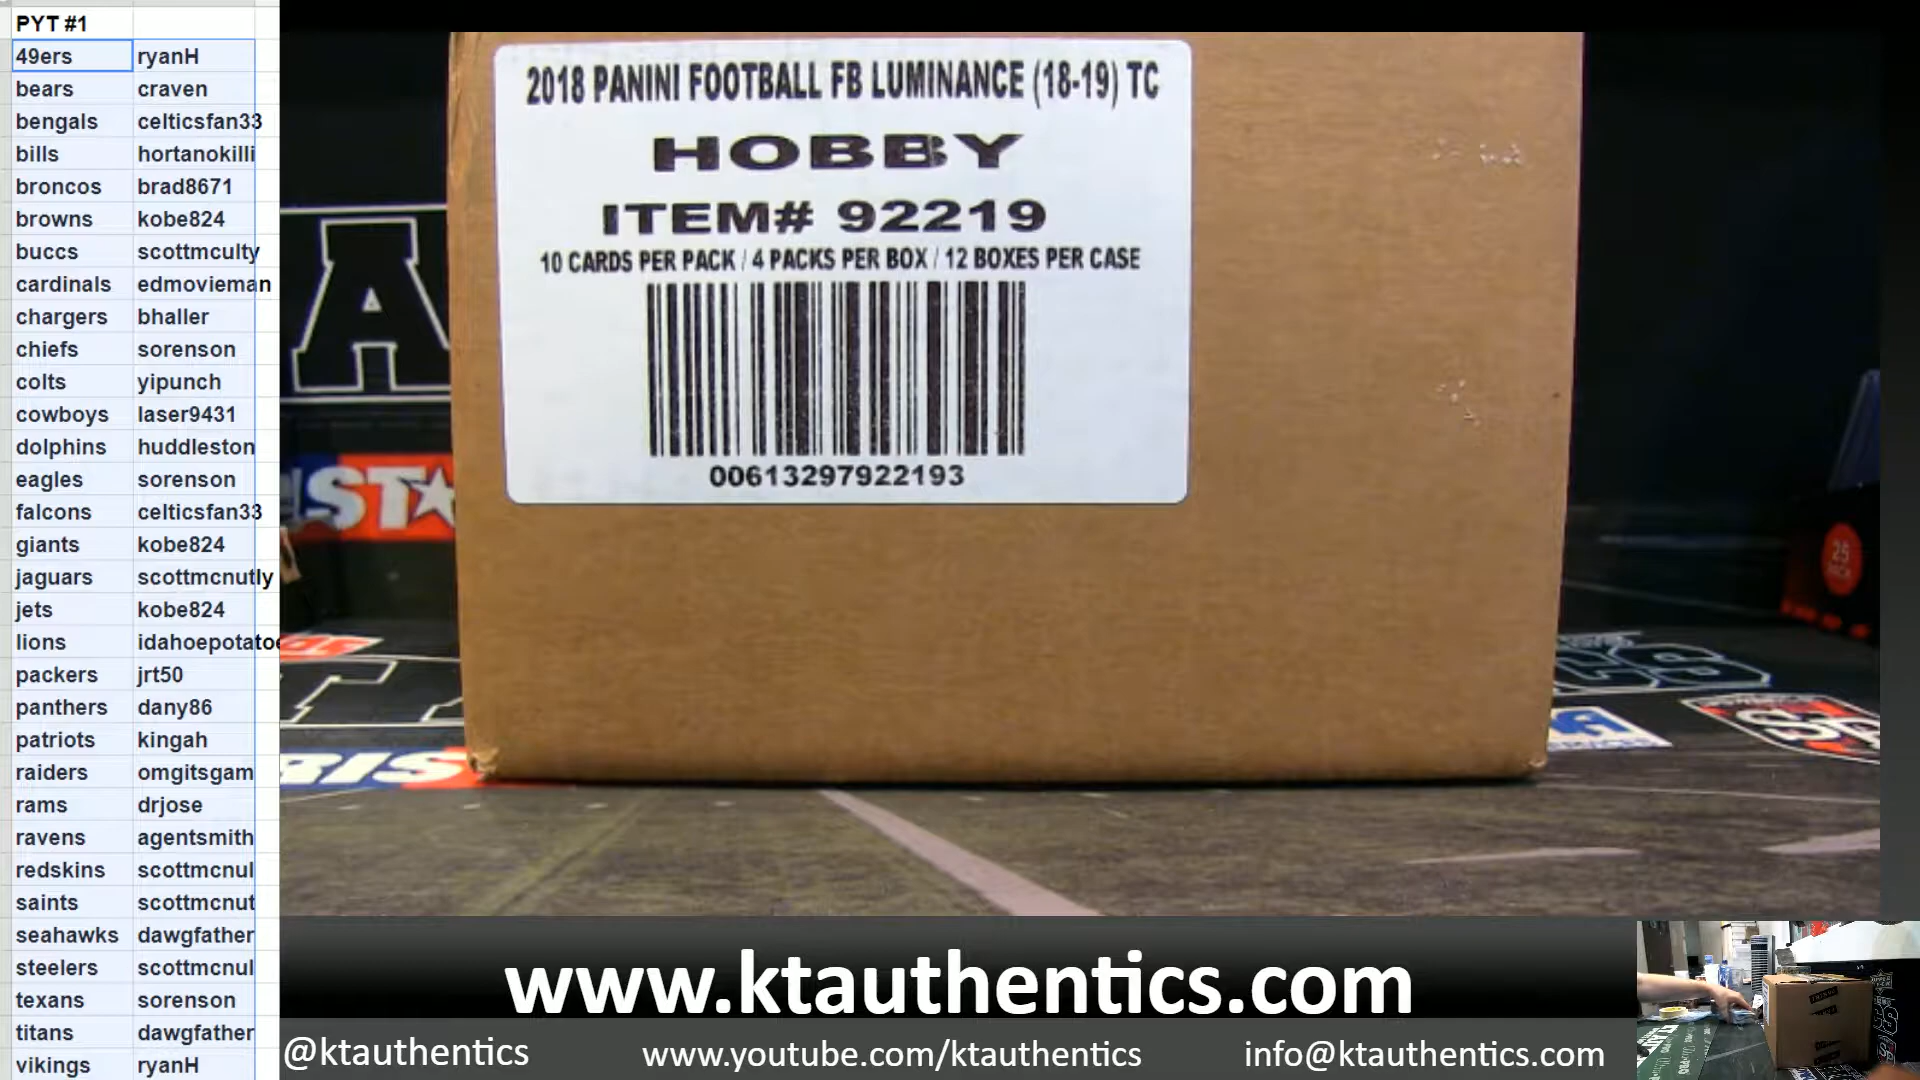 PYT #1
49ers ryanH
bears craven
bengals celticsfan33
bills hortanokilli
broncos brad8671
browns kobe824
buccs scottmculty
cardinals edmovieman
chargers bhaller
chiefs sorenson
colts yipunch
cowboys laser9431
dolphins huddleston
eagles sorenson
falcons celticsfan33
giants kobe824
jaguars scottmcnutly
jets kobe824
lions idahoepotatoe
packers jrt50
panthers dany86
patriots kingah
raiders omgitsgam
rams drjose
ravens agentsmith
redskins scottmcnul
saints scottmcnut
seahawks dawgfather
steelers scottmcnul
texans sorenson
titans dawgfather
vikings ryanH
2018 PANINI FOOTBALL FB LUMINANCE (18-19) TC
HOBBY
ITEM# 92219
10 CARDS PER PACK / 4 PACKS PER BOX / 12 BOXES PER CASE
00613297922193
A
IST★
RIS
www.ktauthentics.com
@ktauthentics www.youtube.com/ktauthentics info@ktauthentics.com